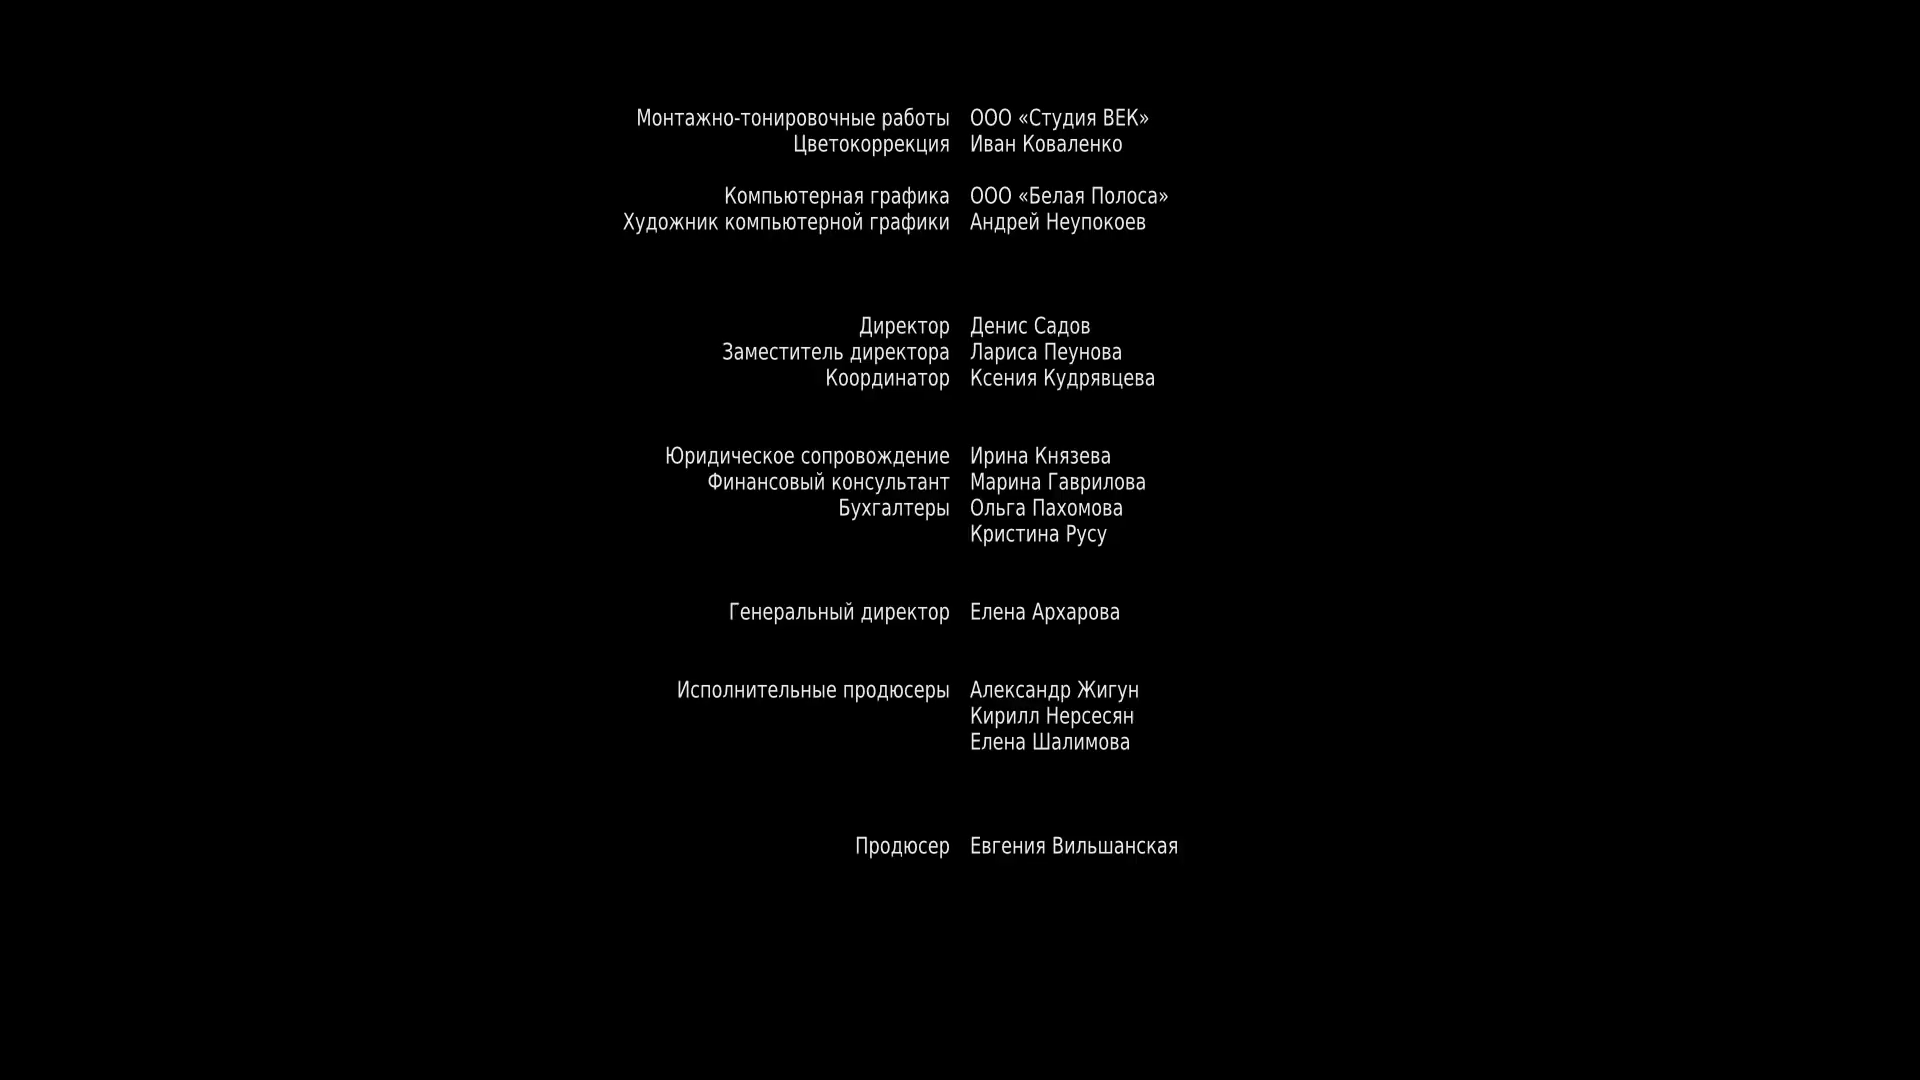 Монтажно-тонировочные работы ООО «Студия ВЕК»
Цветокоррекция Иван Коваленко
Компьютерная графика ООО «Белая Полоса»
Художник компьютерной графики Андрей Неупокоев
Директор Денис Садов
Заместитель директора Лариса Пеунова
Координатор Ксения Кудрявцева
Юридическое сопровождение Ирина Князева
Финансовый консультант Марина Гаврилова
Бухгалтеры Ольга Пахомова
Кристина Русу
Генеральный директор Елена Архарова
Исполнительные продюсеры Александр Жигун
Кирилл Нерсесян
Елена Шалимова
Продюсер Евгения Вильшанская